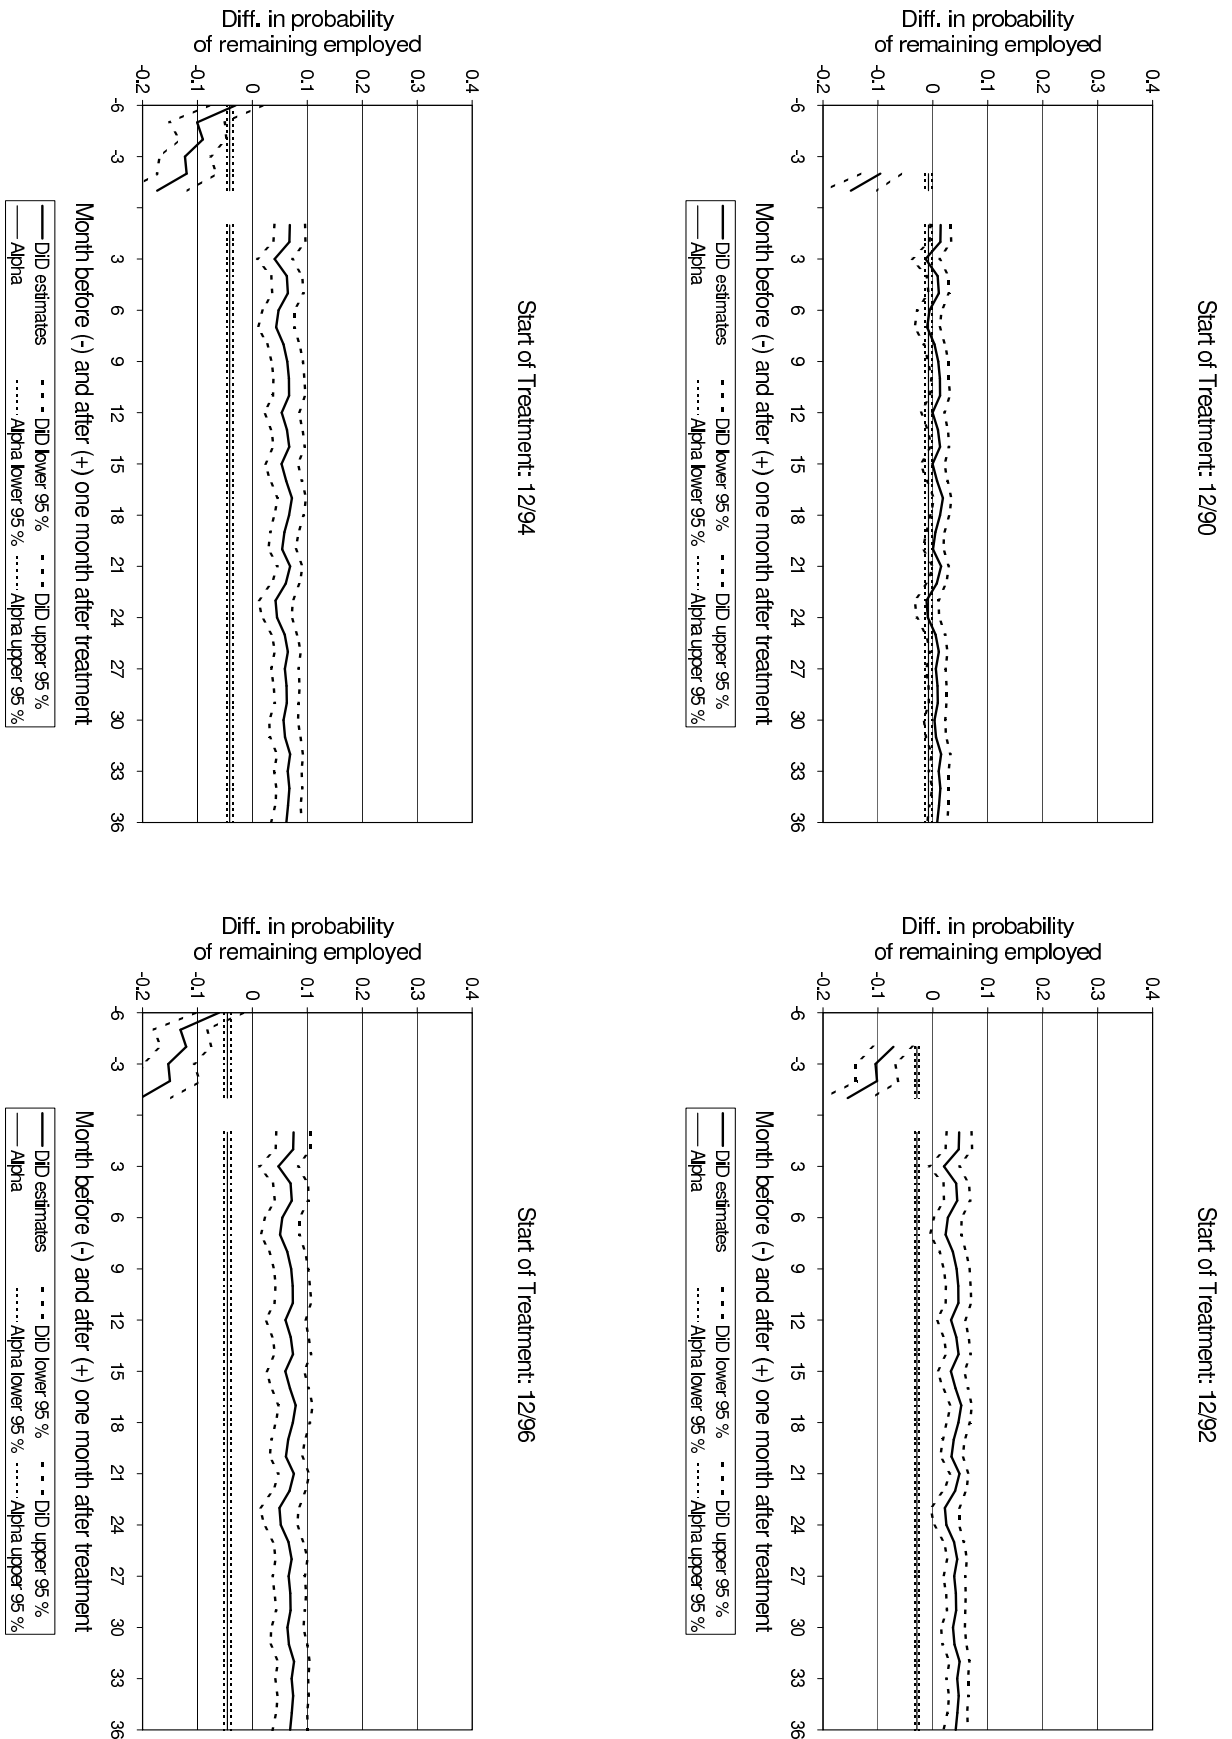 Start of Treatment: 12/90
Diff. in probability
of remaining employed
0.4
0.3
0.2
0.1
0
-0.1
-0.2
-6 -3 3 6 9 12 15 18 21 24 27 30 33 36
Month before (-) and after (+) one month after treatment
DiD estimates DiD lower 95 % DiD upper 95 %
Alpha Alpha lower 95 % Alpha upper 95 %
Start of Treatment: 12/92
Diff. in probability
of remaining employed
0.4
0.3
0.2
0.1
0
-0.1
-0.2
-6 -3 3 6 9 12 15 18 21 24 27 30 33 36
Month before (-) and after (+) one month after treatment
DiD estimates DiD lower 95 % DiD upper 95 %
Alpha Alpha lower 95 % Alpha upper 95 %
Start of Treatment: 12/94
Diff. in probability
of remaining employed
0.4
0.3
0.2
0.1
0
-0.1
-0.2
-6 -3 3 6 9 12 15 18 21 24 27 30 33 36
Month before (-) and after (+) one month after treatment
DiD estimates DiD lower 95 % DiD upper 95 %
Alpha Alpha lower 95 % Alpha upper 95 %
Start of Treatment: 12/96
Diff. in probability
of remaining employed
0.4
0.3
0.2
0.1
0
-0.1
-0.2
-6 -3 3 6 9 12 15 18 21 24 27 30 33 36
Month before (-) and after (+) one month after treatment
DiD estimates DiD lower 95 % DiD upper 95 %
Alpha Alpha lower 95 % Alpha upper 95 %